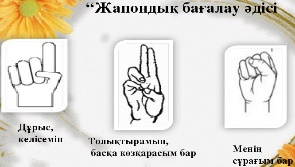 “Жапондық бағалау әдісі
Дұрыс,
келісемін
Толықтырамын,
басқа көзқарасым бар
Менің
сұрағым бар